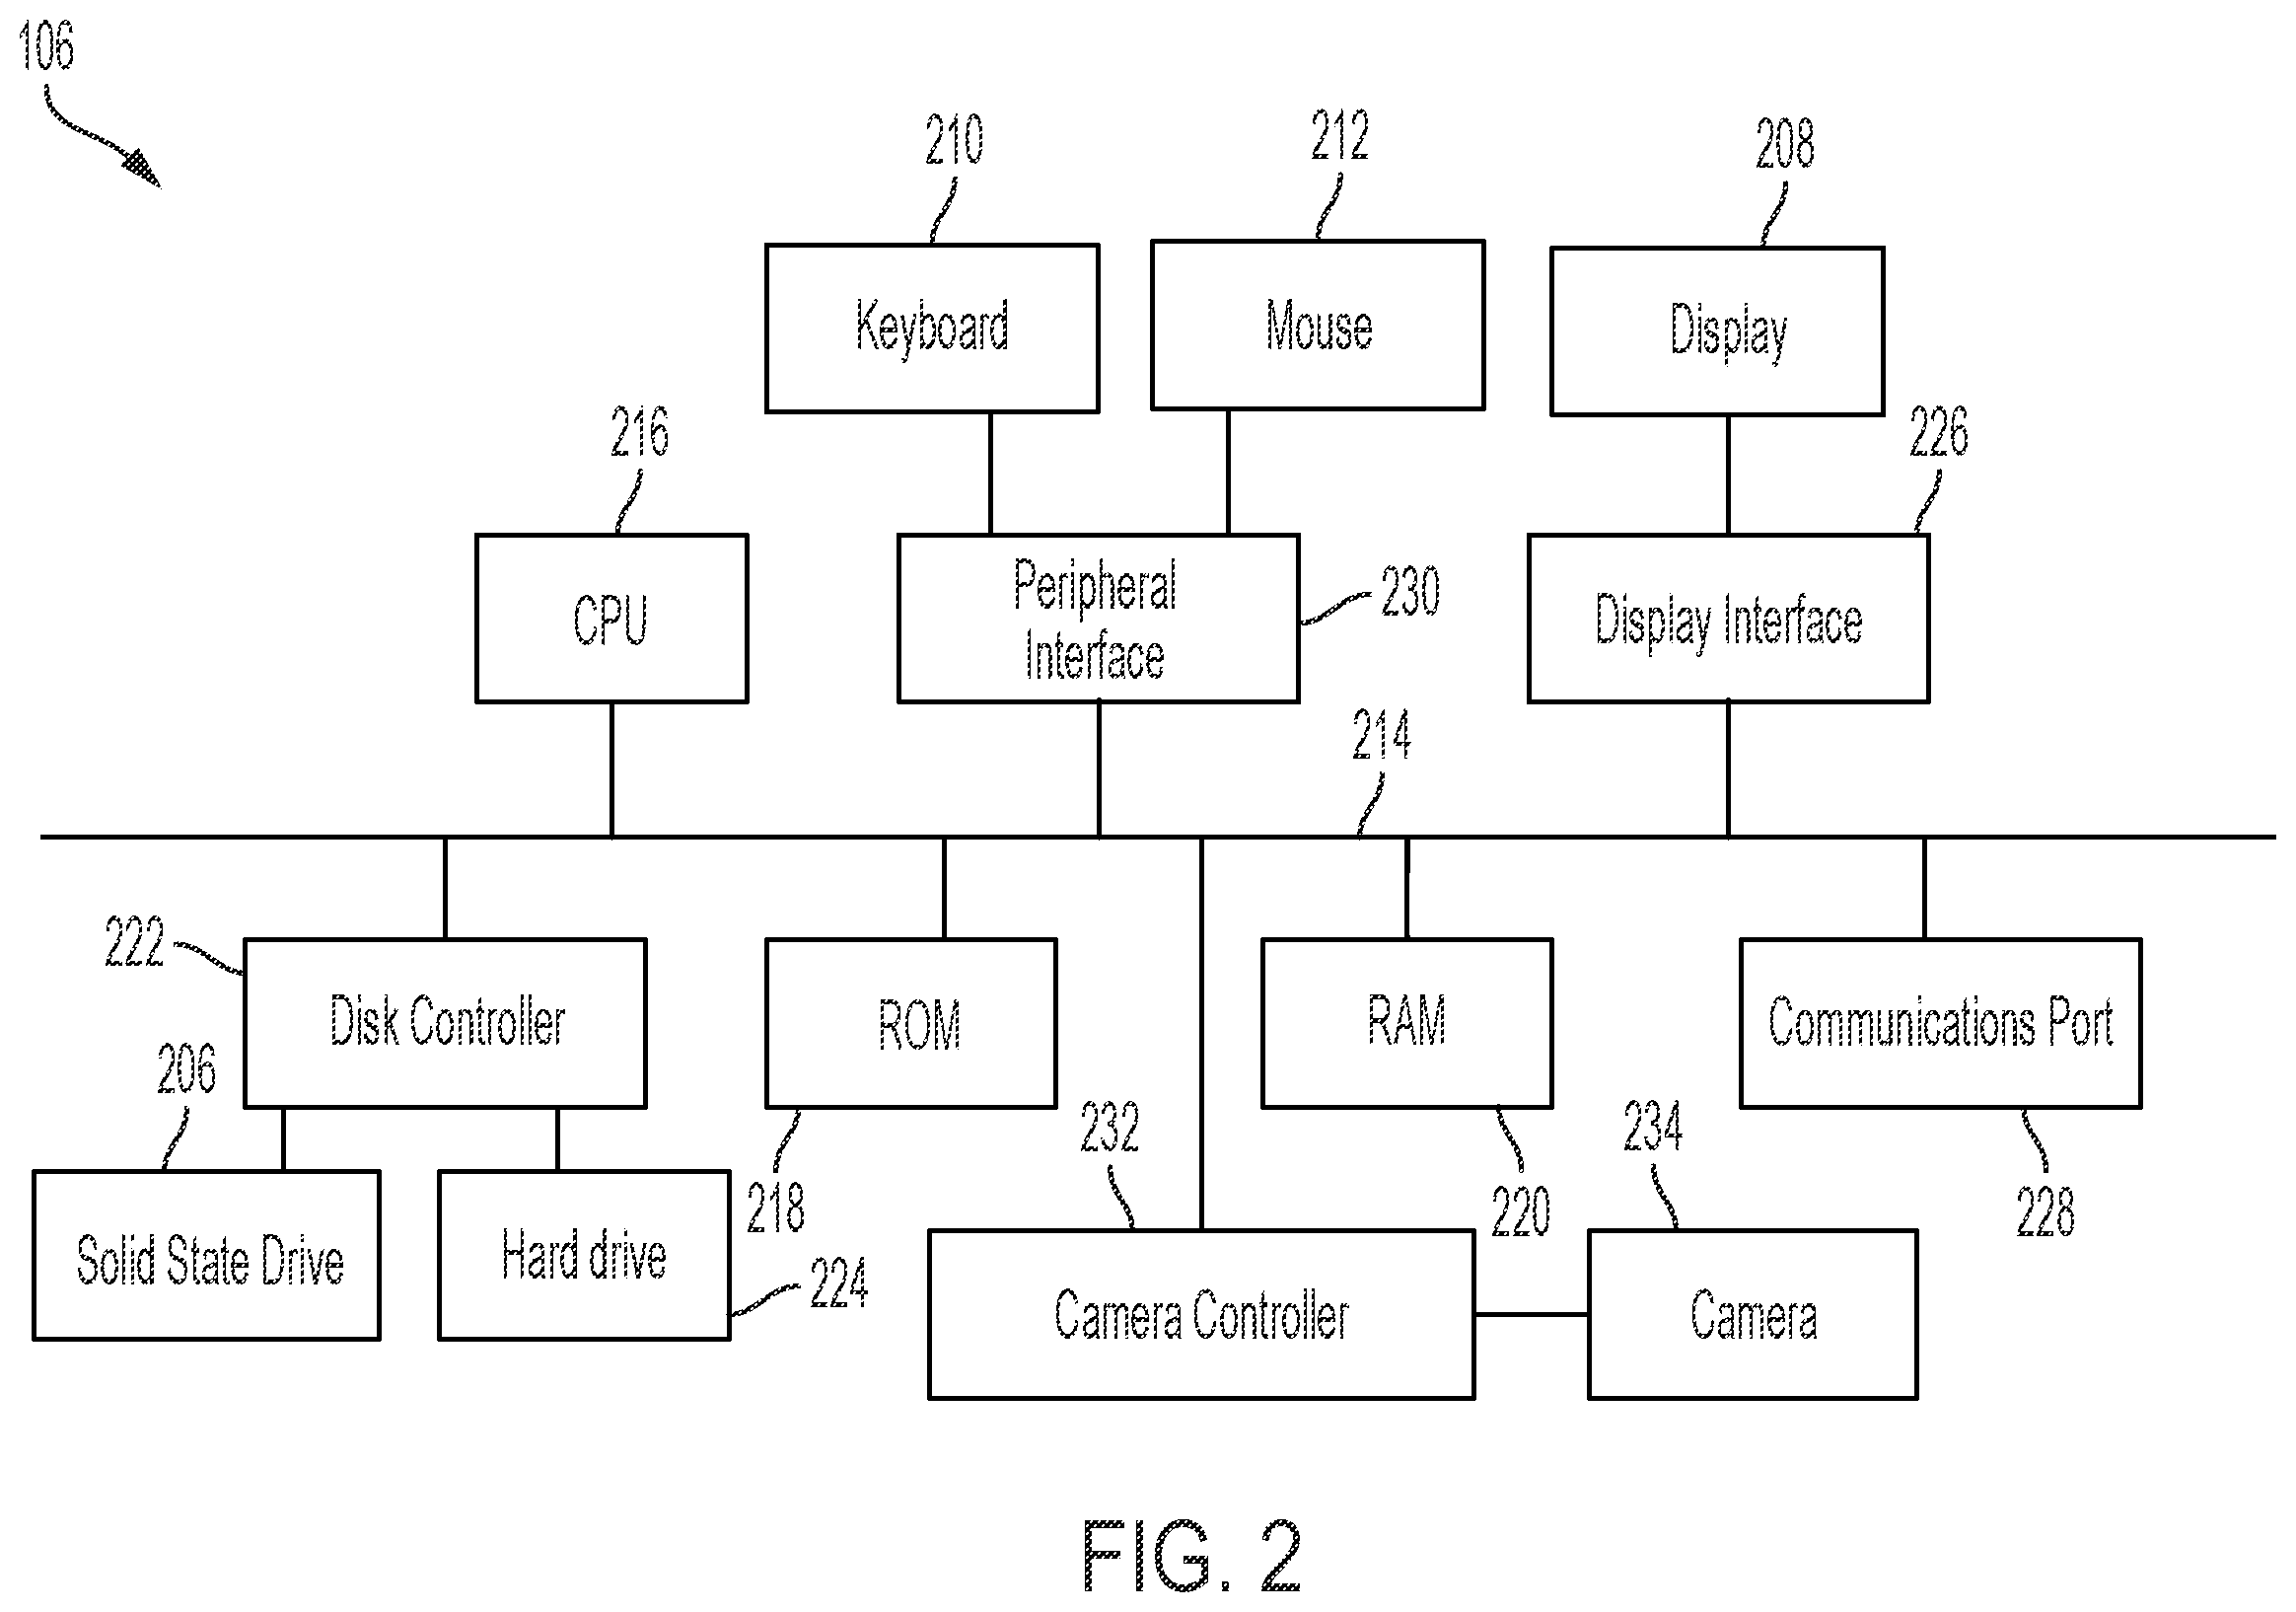 106
210
212
208
Keyboard
Mouse
Display
216
226
CPU
Peripheral
Interface
230
Display Interface
214
222
Disk Controller
ROM
RAM
Communications Port
206
232
234
218
220
228
Solid State Drive
Hard drive
224
Camera Controller
Camera
FIG. 2